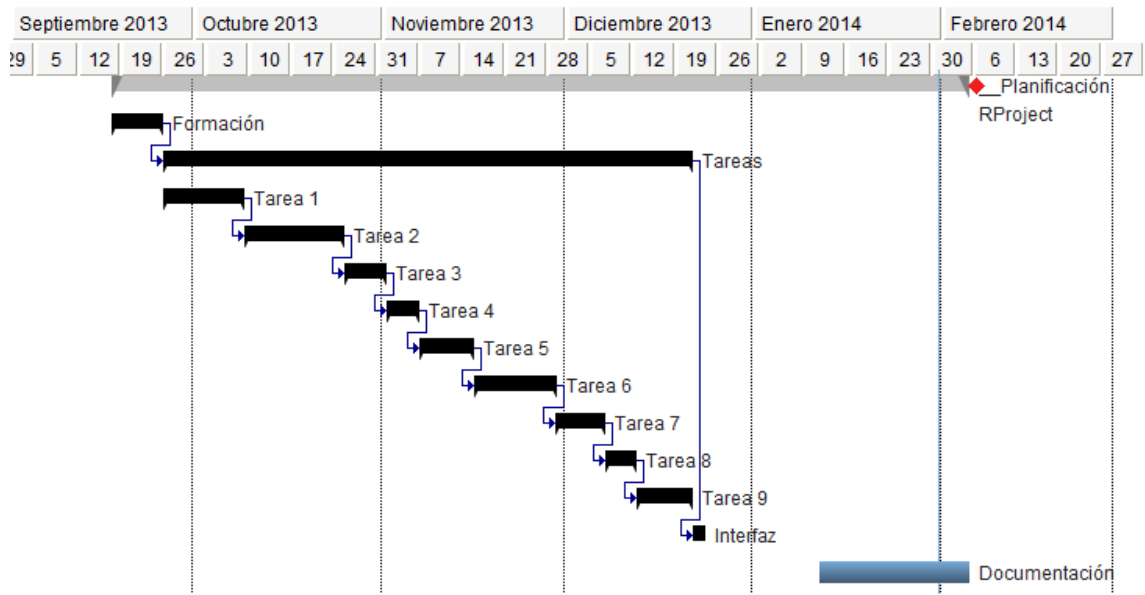 Septiembre 2013 Octubre 2013 Noviembre 2013 Diciembre 2013 Enero 2014 Febrero 2014
29 5 12 19 26 3 10 17 24 31 7 14 21 28 5 12 19 26 2 9 16 23 30 6 13 20 27
__Planificación
RProject
Formación
Tareas
Tarea 1
Tarea 2
Tarea 3
Tarea 4
Tarea 5
Tarea 6
Tarea 7
Tarea 8
Tarea 9
Interfaz
Documentación